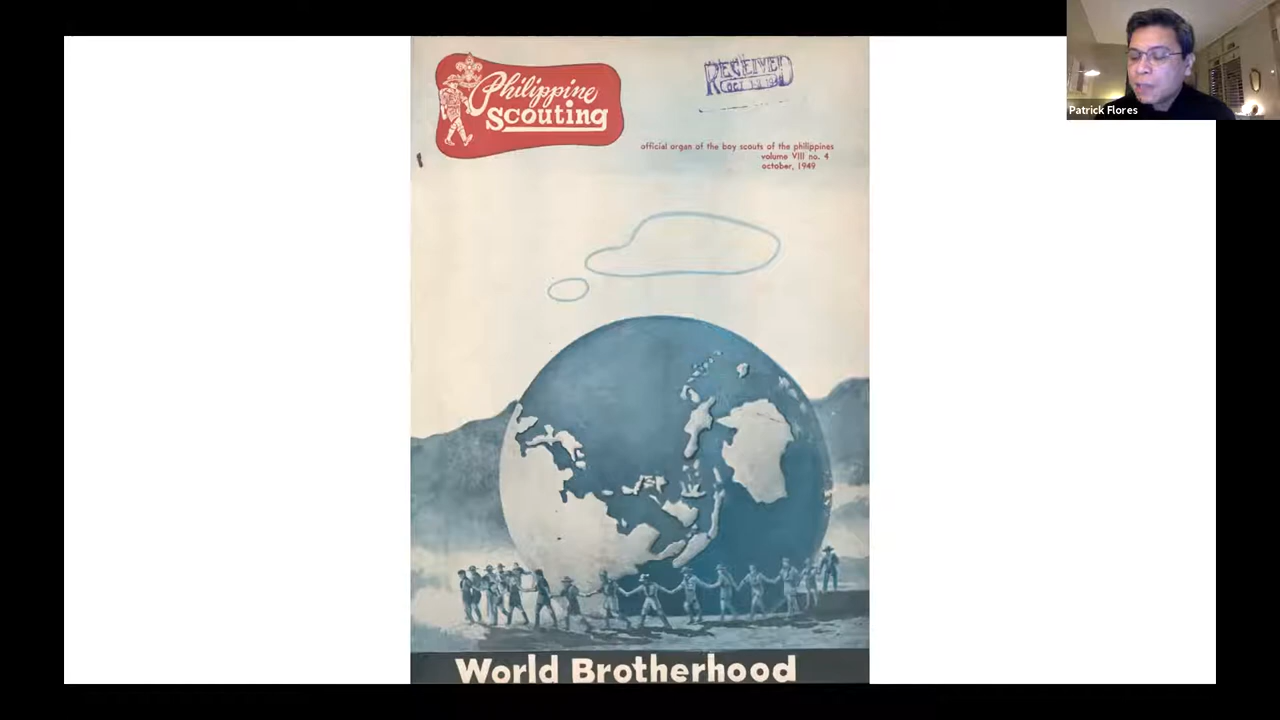 Philippine
Scouting
RECEIVED
official organ of the boy scouts of the philippines
volume VIII no. 4
october, 1949
World Brotherhood
Patrick Flores